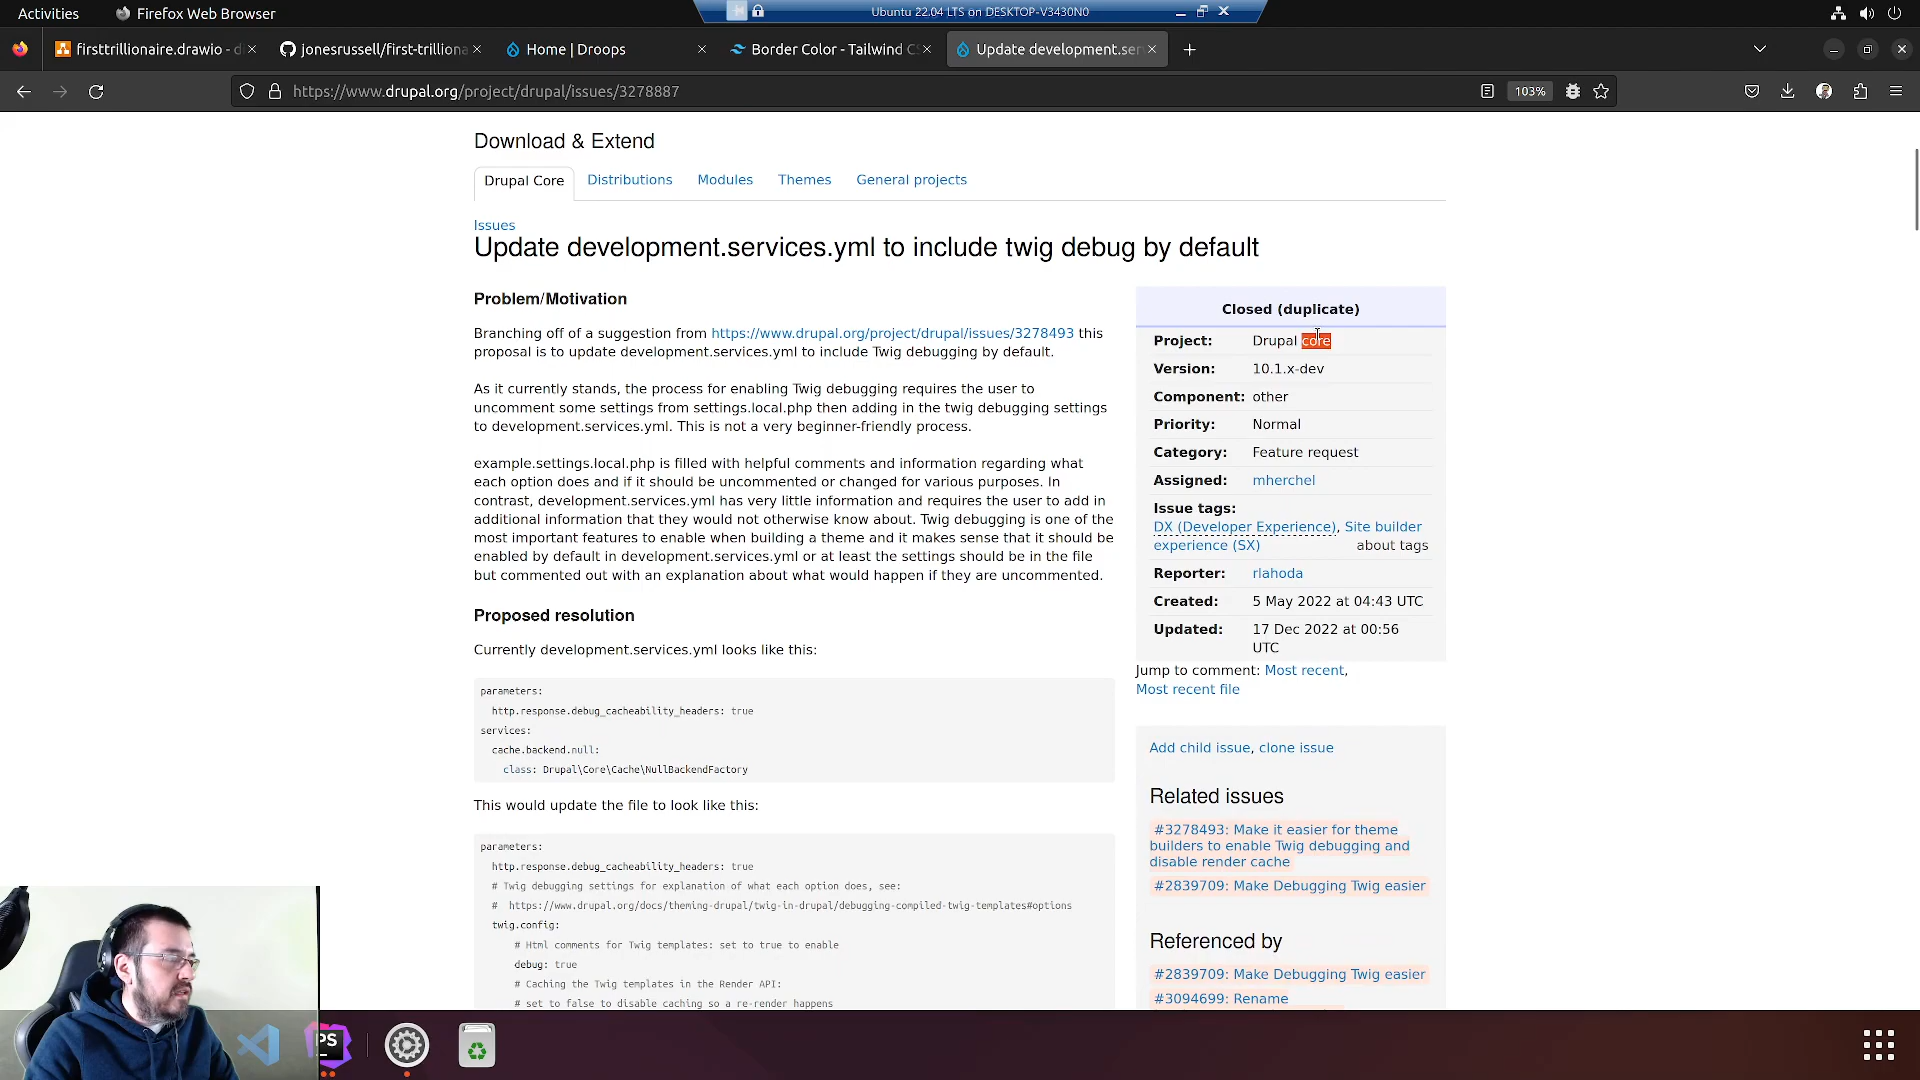 Activities
Firefox Web Browser
Ubuntu 22.04 LTS on DESKTOP-V3430N0
firsttrillionaire.drawio - d
jonesrussell/first-trilliona
Home | Droops
Border Color - Tailwind CS
Update development.ser
https://www.drupal.org/project/drupal/issues/3278887
103%
Download & Extend
Drupal Core
Distributions
Modules
Themes
General projects
Issues
Update development.services.yml to include twig debug by default
Problem/Motivation
Branching off of a suggestion from https://www.drupal.org/project/drupal/issues/3278493 this
proposal is to update development.services.yml to include Twig debugging by default.
As it currently stands, the process for enabling Twig debugging requires the user to
uncomment some settings from settings.local.php then adding in the twig debugging settings
to development.services.yml. This is not a very beginner-friendly process.
example.settings.local.php is filled with helpful comments and information regarding what
each option does and if it should be uncommented or changed for various purposes. In
contrast, development.services.yml has very little information and requires the user to add in
additional information that they would not otherwise know about. Twig debugging is one of the
most important features to enable when building a theme and it makes sense that it should be
enabled by default in development.services.yml or at least the settings should be in the file
but commented out with an explanation about what would happen if they are uncommented.
Proposed resolution
Currently development.services.yml looks like this:
parameters:
http.response.debug_cacheability_headers: true
services:
cache.backend.null:
class: Drupal\Core\Cache\NullBackendFactory
This would update the file to look like this:
parameters:
http.response.debug_cacheability_headers: true
# Twig debugging settings for explanation of what each option does, see:
# https://www.drupal.org/docs/theming-drupal/twig-in-drupal/debugging-compiled-twig-templates#options
twig.config:
# Html comments for Twig templates: set to true to enable
debug: true
# Caching the Twig templates in the Render API:
# set to false to disable caching so a re-render happens
Closed (duplicate)
Project: Drupal core
Version: 10.1.x-dev
Component: other
Priority: Normal
Category: Feature request
Assigned: mherchel
Issue tags:
DX (Developer Experience), Site builder
experience (SX) about tags
Reporter: rlahoda
Created: 5 May 2022 at 04:43 UTC
Updated: 17 Dec 2022 at 00:56
UTC
Jump to comment: Most recent,
Most recent file
Add child issue, clone issue
Related issues
#3278493: Make it easier for theme
builders to enable Twig debugging and
disable render cache
#2839709: Make Debugging Twig easier
Referenced by
#2839709: Make Debugging Twig easier
#3094699: Rename
PS